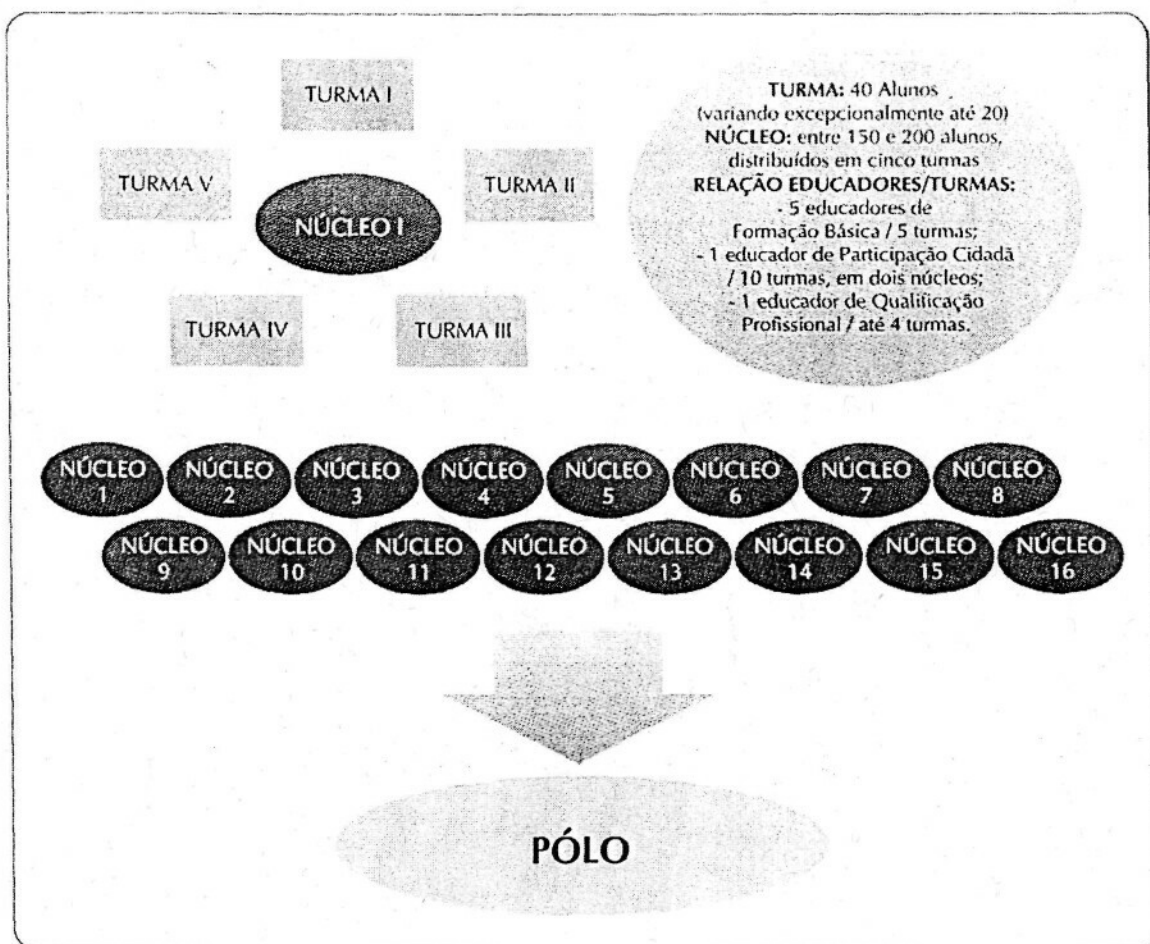 TURMA I
TURMA V
TURMA II
NÚCLEO I
TURMA IV
TURMA III
TURMA: 40 Alunos
(variando excepcionalmente até 20)
NÚCLEO: entre 150 e 200 alunos,
distribuídos em cinco turmas
RELAÇÃO EDUCADORES/TURMAS:
- 5 educadores de
Formação Básica / 5 turmas;
- 1 educador de Participação Cidadã
/ 10 turmas, em dois núcleos;
- 1 educador de Qualificação
Profissional / até 4 turmas.
NÚCLEO
1
NÚCLEO
2
NÚCLEO
3
NÚCLEO
4
NÚCLEO
5
NÚCLEO
6
NÚCLEO
7
NÚCLEO
8
NÚCLEO
9
NÚCLEO
10
NÚCLEO
11
NÚCLEO
12
NÚCLEO
13
NÚCLEO
14
NÚCLEO
15
NÚCLEO
16
PÓLO